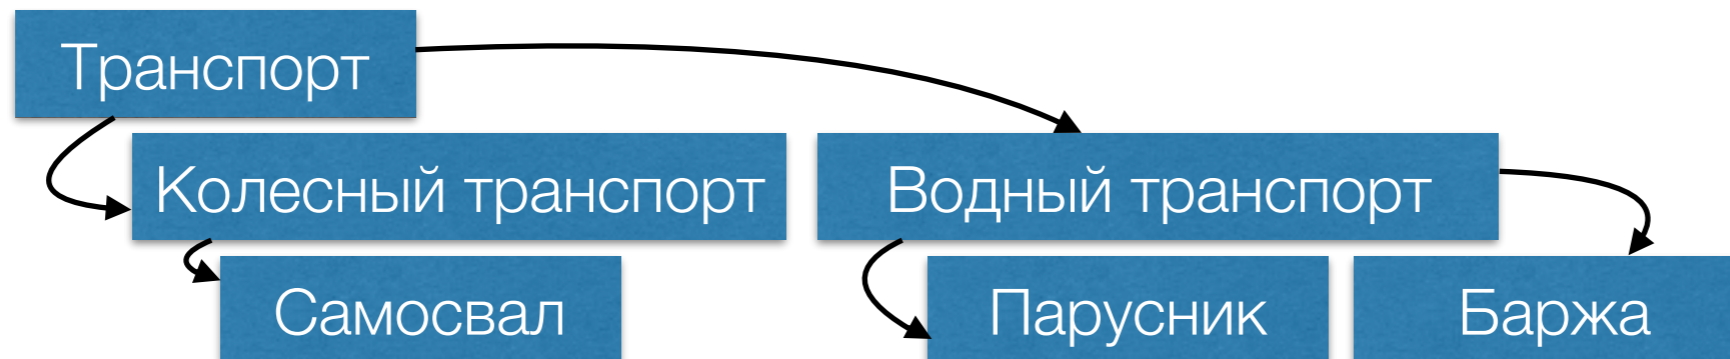 Транспорт
Колесный транспорт
Водный транспорт
Самосвал
Парусник
Баржа